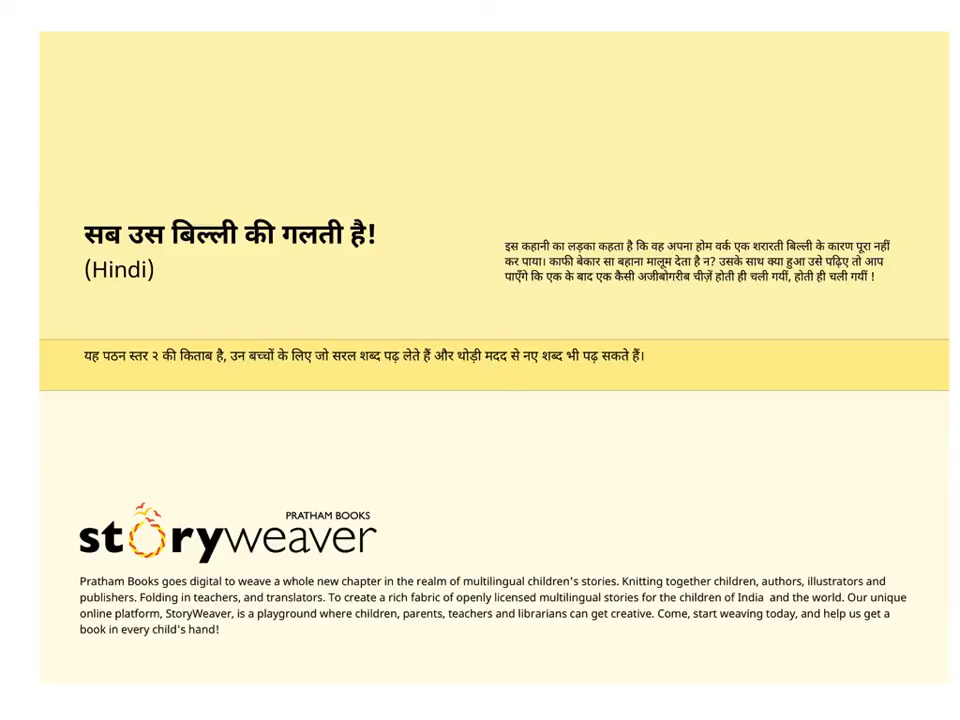 सब उस बिल्ली की गलती है!
(Hindi)
इस कहानी का लड़का कहता है कि वह अपना होम वर्क एक शरारती बिल्ली के कारण पूरा नहीं
कर पाया। काफी बेकार सा बहाना मालूम देता है न? उसके साथ क्या हुआ उसे पढ़िए तो आप
पाएँगे कि एक के बाद एक कैसी अजीबोगरीब चीज़ें होती ही चली गयीं, होती ही चली गयीं !
यह पठन स्तर २ की किताब है, उन बच्चों के लिए जो सरल शब्द पढ़ लेते हैं और थोड़ी मदद से नए शब्द भी पढ़ सकते हैं।
PRATHAM BOOKS
storyweaver
Pratham Books goes digital to weave a whole new chapter in the realm of multilingual children's stories. Knitting together children, authors, illustrators and
publishers. Folding in teachers, and translators. To create a rich fabric of openly licensed multilingual stories for the children of India and the world. Our unique
online platform, StoryWeaver, is a playground where children, parents, teachers and librarians can get creative. Come, start weaving today, and help us get a
book in every child's hand!